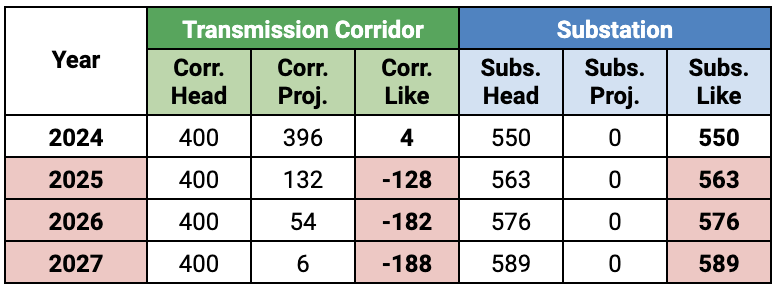 Year Transmission Corridor Substation
Corr. Head Corr. Proj. Corr. Like Subs. Head Subs. Proj. Subs. Like
2024 400 396 4 550 0 550
2025 400 132 -128 563 0 563
2026 400 54 -182 576 0 576
2027 400 6 -188 589 0 589